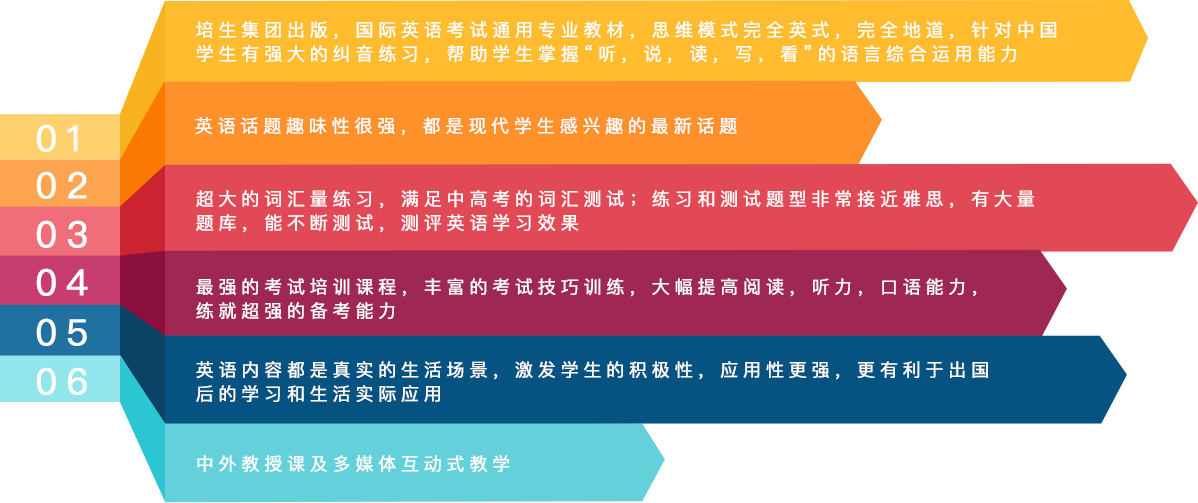 01
培生集团出版，国际英语考试通用专业教材，思维模式完全英式，完全地道，针对中国
学生有强大的纠音练习，帮助学生掌握“听，说，读，写，看”的语言综合运用能力
02
英语话题趣味性很强，都是现代学生感兴趣的最新话题
03
超大的词汇量练习，满足中高考的词汇测试；练习和测试题型非常接近雅思，有大量
题库，能不断测试，测评英语学习效果
04
最强的考试培训课程，丰富的考试技巧训练，大幅提高阅读，听力，口语能力，
练就超强的备考能力
05
英语内容都是真实的生活场景，激发学生的积极性，应用性更强，更有利于出国
后的学习和生活实际应用
06
中外教授课及多媒体互动式教学